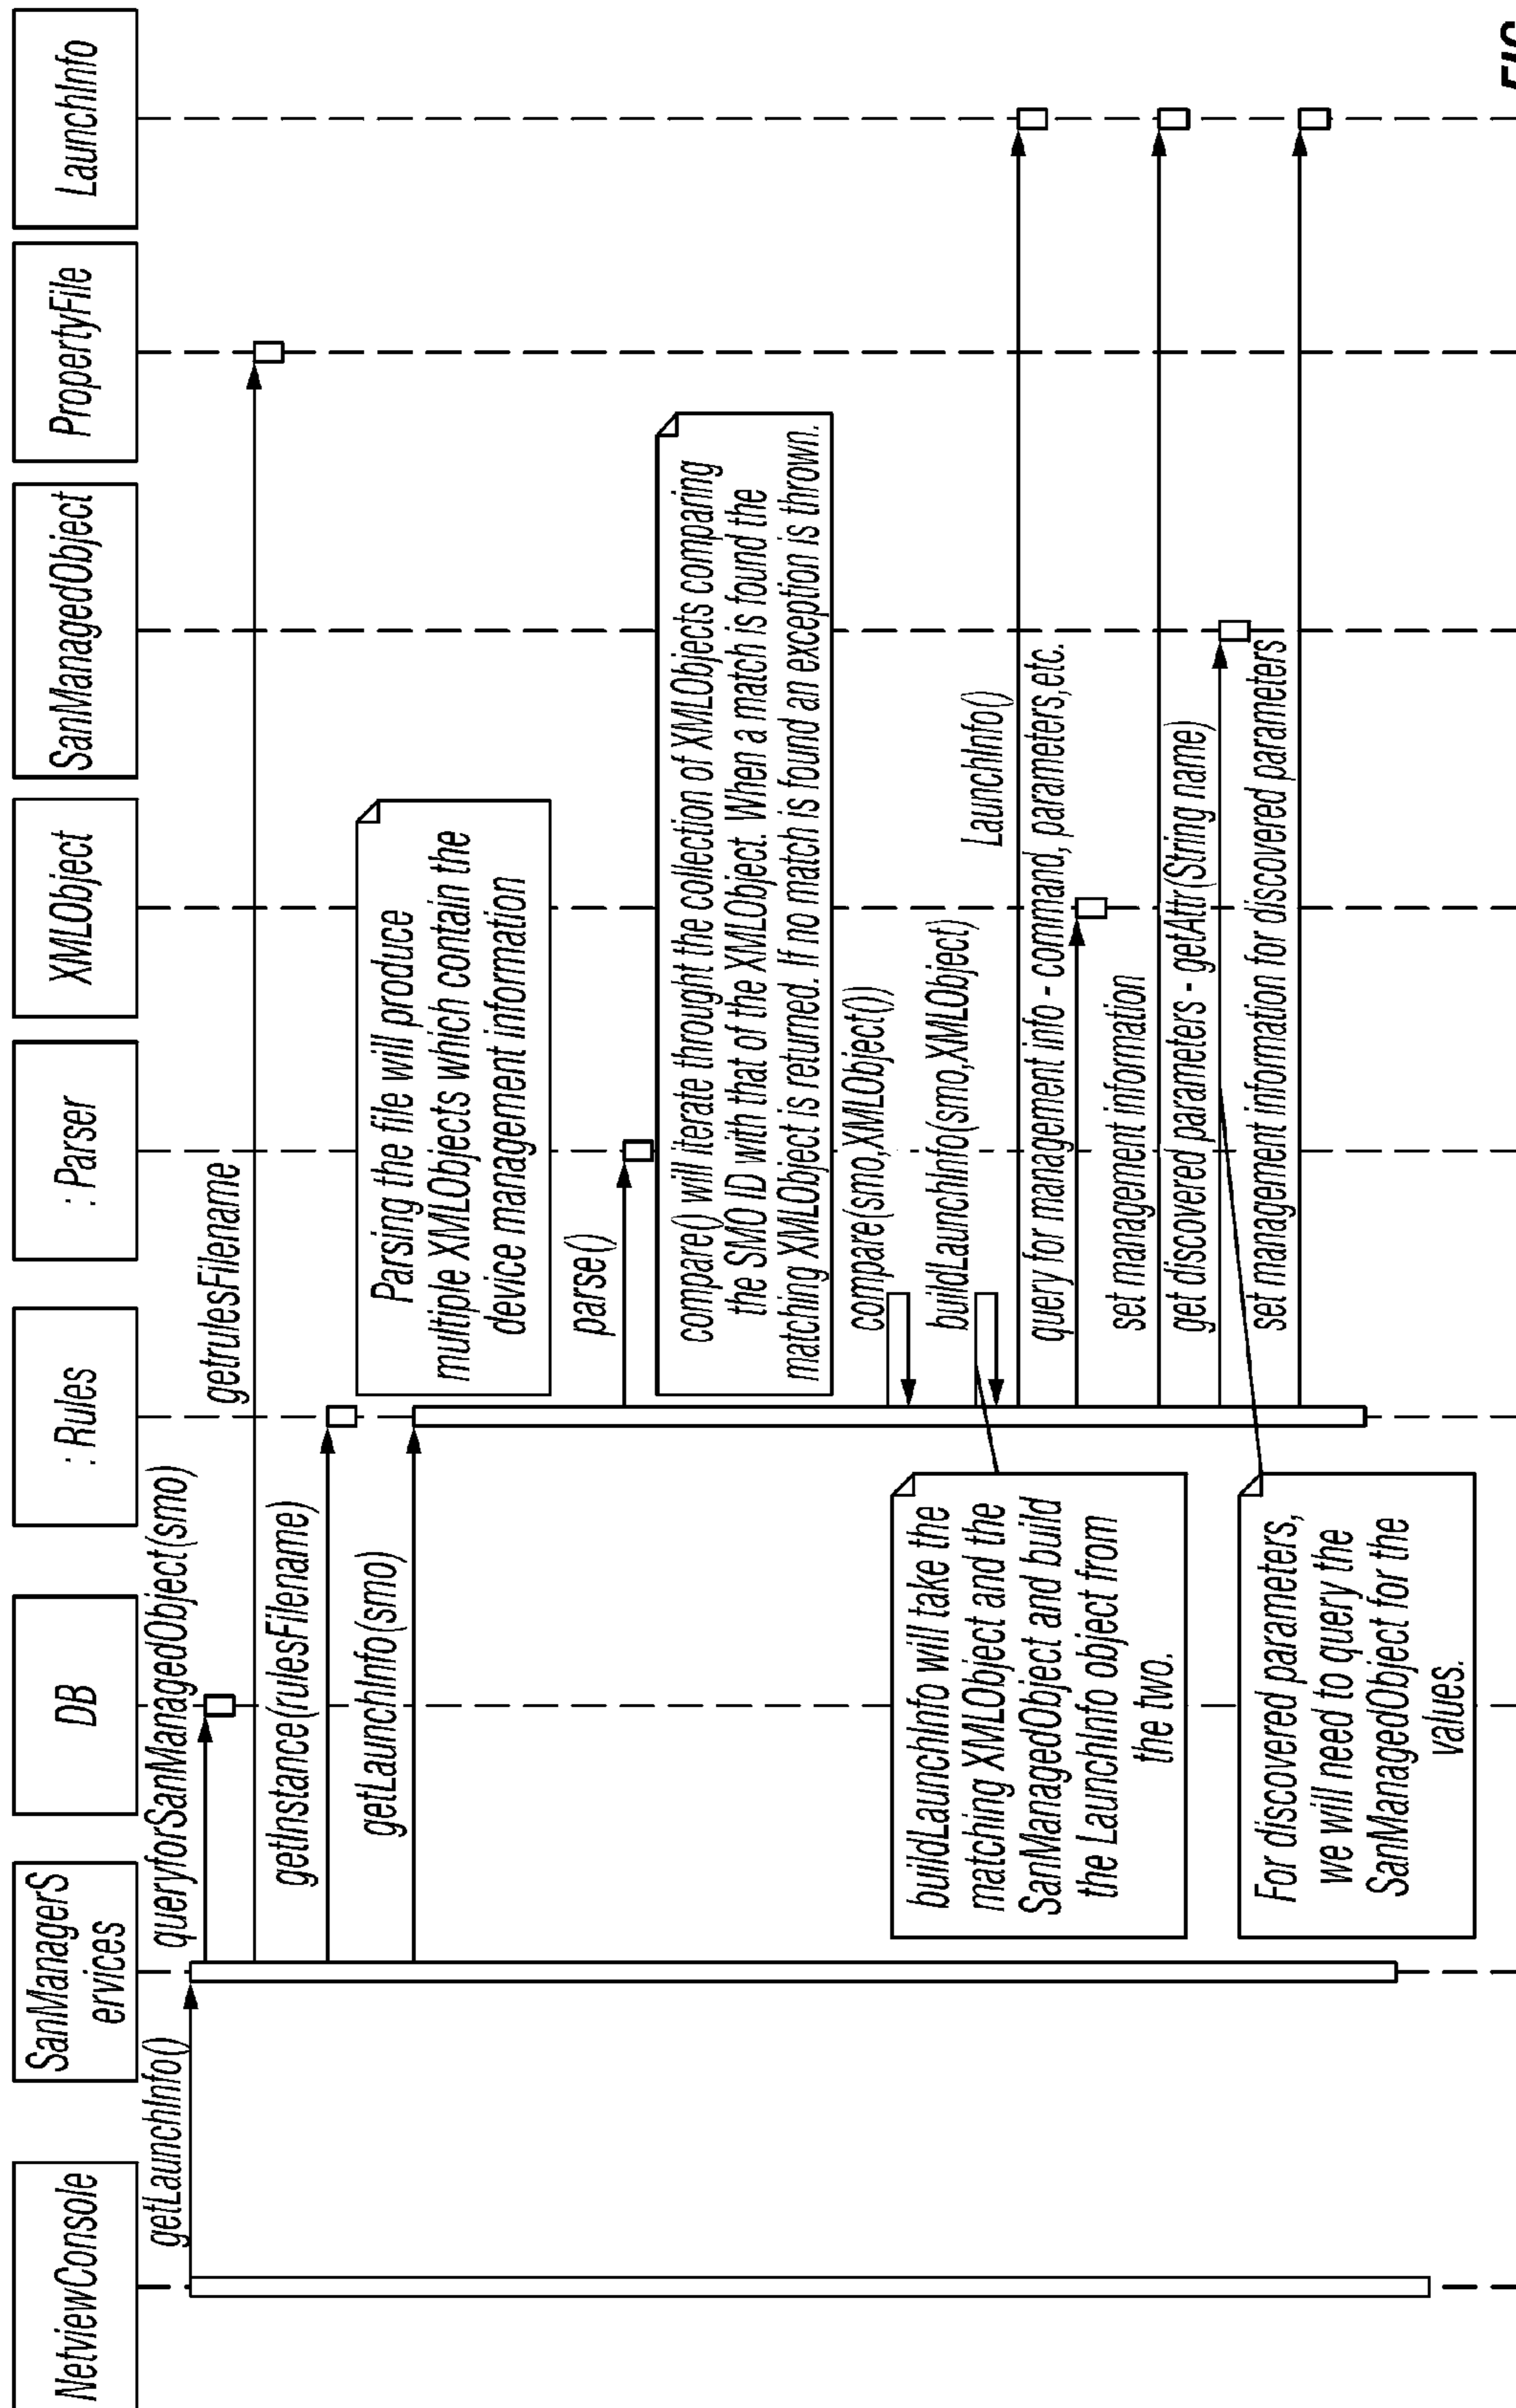 NetviewConsole
SanManagerS
ervices
DB
: Rules
: Parser
XMLObject
SanManagedObject
PropertyFile
LaunchInfo
getLaunchInfo()
queryforSanManagedObject(smo)
getrulesFilename
getInstance(rulesFilename)
getLaunchInfo(smo)
Parsing the file will produce
multiple XMLObjects which contain the
device management information
parse()
compare() will iterate throught the collection of XMLObjects comparing
the SMO ID with that of the XMLObject. When a match is found the
matching XMLObject is returned. If no match is found an exception is thrown.
compare(smo,XMLObject())
buildLaunchInfo(smo,XMLObject)
LaunchInfo()
buildLaunchInfo will take the
matching XMLObject and the
SanManagedObject and build
the LaunchInfo object from
the two.
query for management info - command, parameters,etc.
set management information
get discovered parameters - getAttr(String name)
set management information for discovered parameters
For discovered parameters,
we will need to query the
SanManagedObject for the
values.
FIG